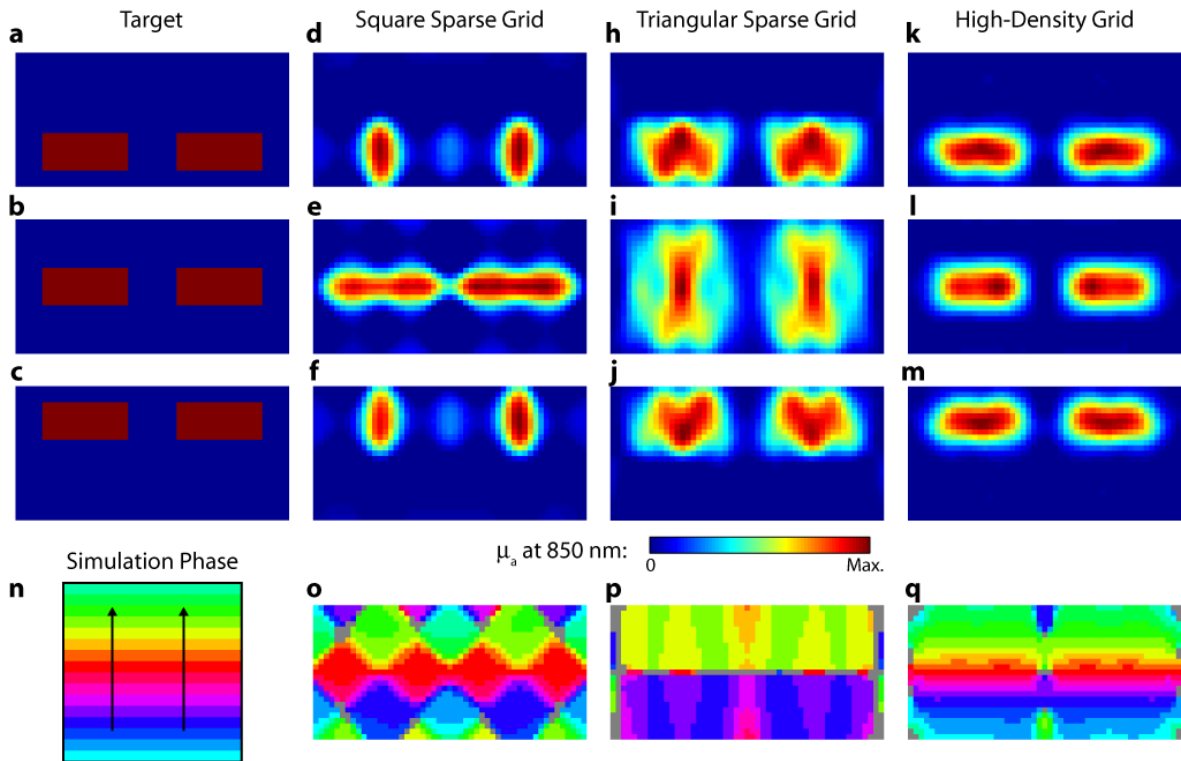 Target Square Sparse Grid Triangular Sparse Grid High-Density Grid
a d h k
b e i l
c f j m
μa at 850 nm:
0 Max.
Simulation Phase
n o p q